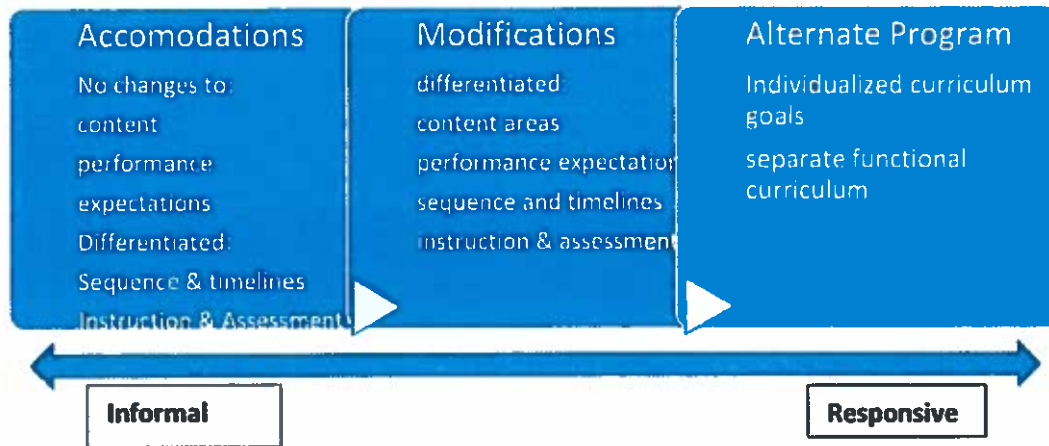 Accomodations
No changes to:
content
performance
expectations
Differentiated:
Sequence & timelines
Instruction & Assessment
Modifications
differentiated:
content areas
performance expectation
sequence and timelines
instruction & assessment
Alternate Program
Individualized curriculum
goals
separate functional
curriculum
Informal
Responsive